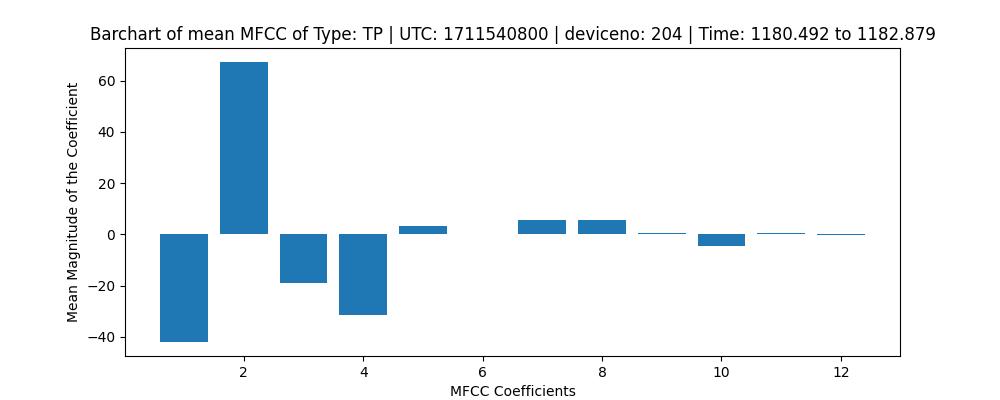 Barchart of mean MFCC of Type: TP | UTC: 1711540800 | deviceno: 204 | Time: 1180.492 to 1182.879
Mean Magnitude of the Coefficient
60
40
20
0
−20
−40
2 4 6 8 10 12
MFCC Coefficients